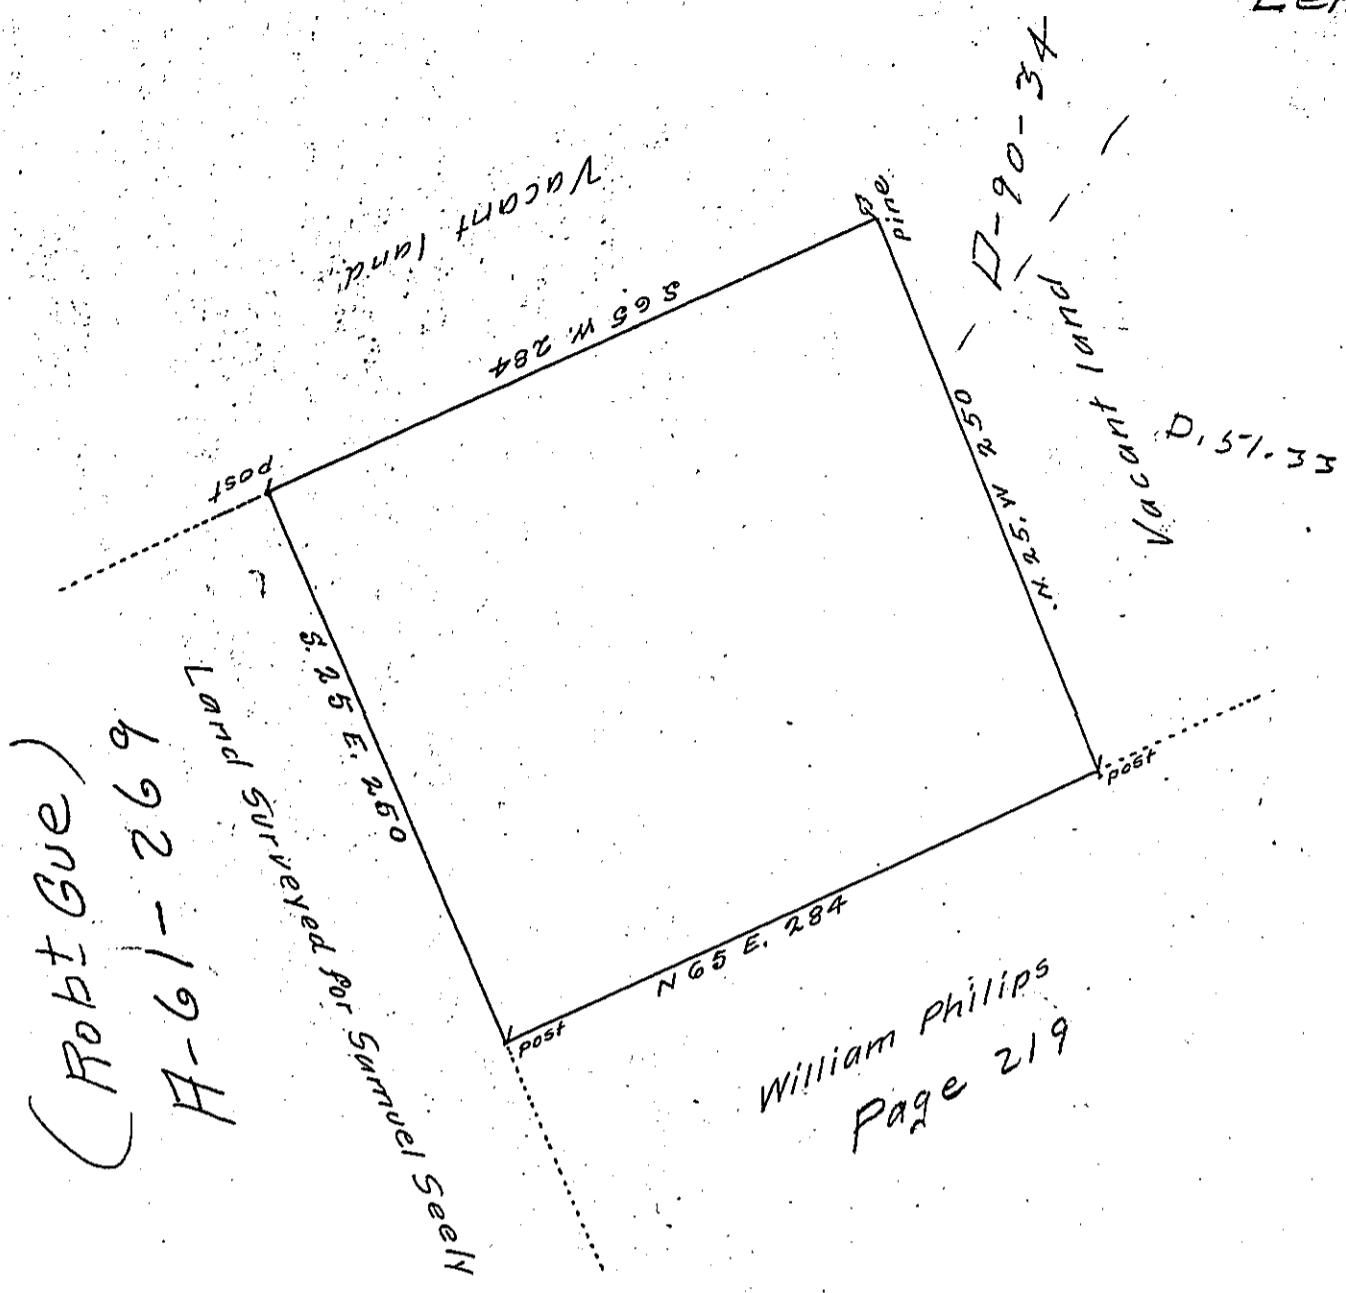 D-90-34
Vacant land
pine
S 65 W. 284
Vacant land
D. 51. 33
N. 25. W 250
post
post
S. 25 E. 250
Land Surveyed for Samuel Seely
(Robt Gue)
A-61-269
post
N 65 E. 284
William Philips
Page 219